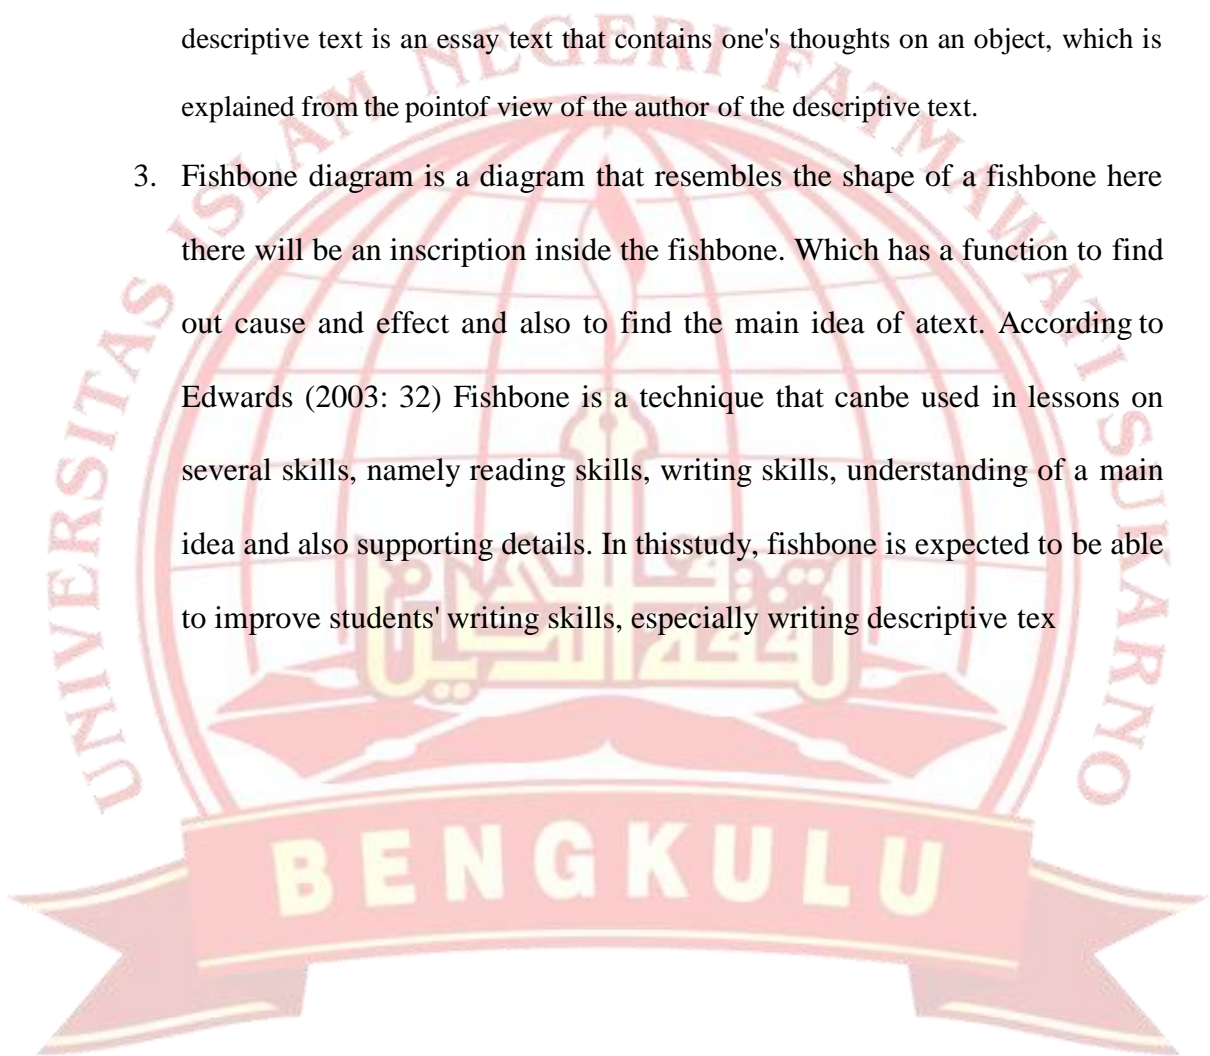 descriptive text is an essay text that contains one's thoughts on an object, which is
explained from the pointof view of the author of the descriptive text.
3. Fishbone diagram is a diagram that resembles the shape of a fishbone here
there will be an inscription inside the fishbone. Which has a function to find
out cause and effect and also to find the main idea of atext. According to
Edwards (2003: 32) Fishbone is a technique that canbe used in lessons on
several skills, namely reading skills, writing skills, understanding of a main
idea and also supporting details. In thisstudy, fishbone is expected to be able
to improve students' writing skills, especially writing descriptive tex
UNIVERSITAS ISLAM NEGERI FATMAWATI SUKARNO
BENGKULU